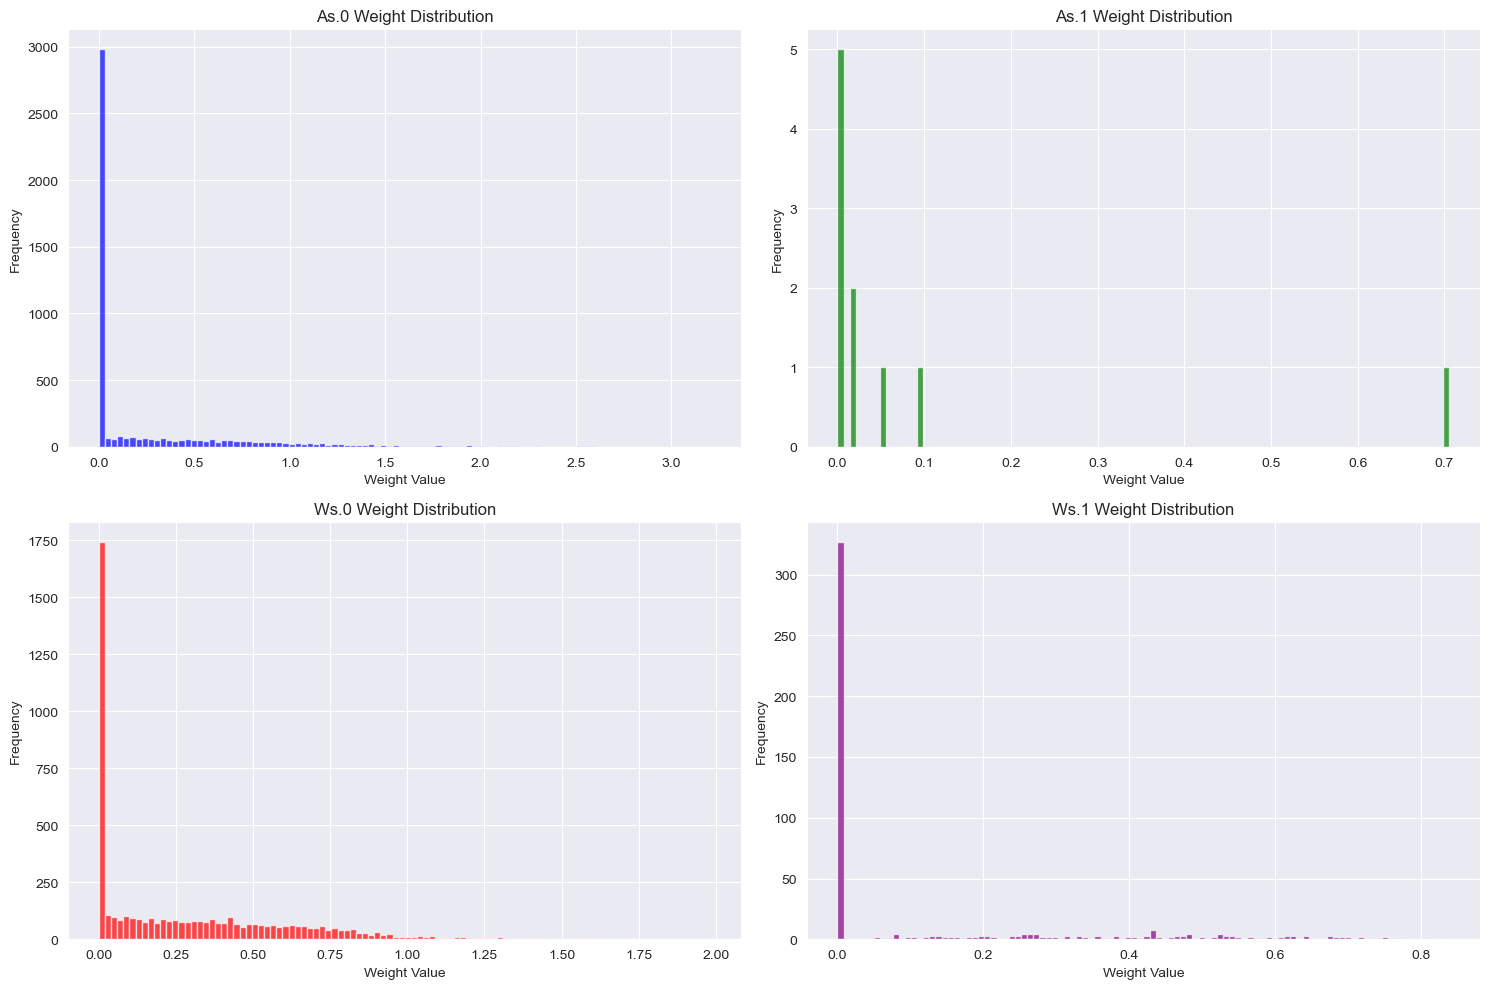 As.0 Weight Distribution
3000
2500
2000
1500
1000
500
0
Frequency
0.0 0.5 1.0 1.5 2.0 2.5 3.0
Weight Value
As.1 Weight Distribution
5
4
3
2
1
0
Frequency
0.0 0.1 0.2 0.3 0.4 0.5 0.6 0.7
Weight Value
Ws.0 Weight Distribution
1750
1500
1250
1000
750
500
250
0
Frequency
0.00 0.25 0.50 0.75 1.00 1.25 1.50 1.75 2.00
Weight Value
Ws.1 Weight Distribution
300
250
200
150
100
50
0
Frequency
0.0 0.2 0.4 0.6 0.8
Weight Value